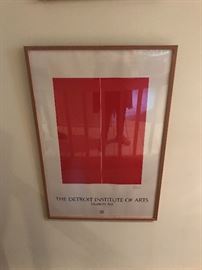 THE DETROIT INSTITUTE OF ARTS